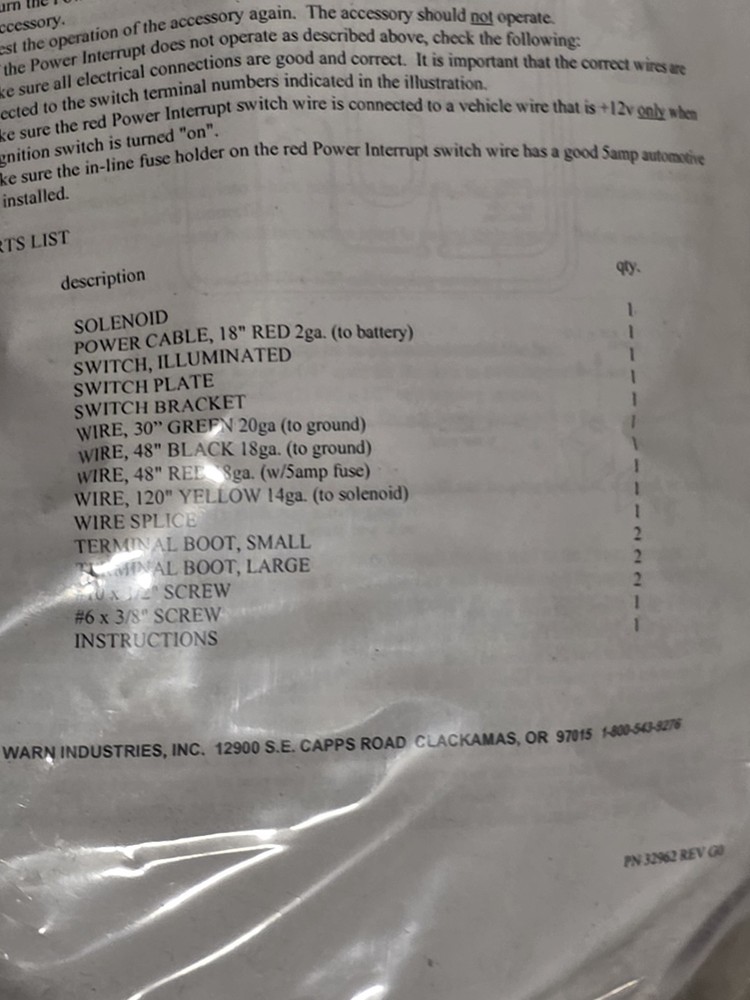 urn the
ccessory.
est the operation of the accessory again. The accessory should not operate.
the Power Interrupt does not operate as described above, check the following:
ke sure all electrical connections are good and correct. It is important that the correct wires are
ected to the switch terminal numbers indicated in the illustration.
ke sure the red Power Interrupt switch wire is connected to a vehicle wire that is +12v only when
gnition switch is turned "on".
ke sure the in-line fuse holder on the red Power Interrupt switch wire has a good 5amp automotive
installed.
RTS LIST
description qty.
SOLENOID 1
POWER CABLE, 18" RED 2ga. (to battery) 1
SWITCH, ILLUMINATED 1
SWITCH PLATE 1
SWITCH BRACKET 1
WIRE, 30" GREEN 20ga (to ground) 1
WIRE, 48" BLACK 18ga. (to ground) 1
WIRE, 48" RED 18ga. (w/5amp fuse) 1
WIRE, 120" YELLOW 14ga. (to solenoid) 1
WIRE SPLICE 1
TERMINAL BOOT, SMALL 2
TERMINAL BOOT, LARGE 2
#10 x 1/2" SCREW 2
#6 x 3/8" SCREW 1
INSTRUCTIONS 1
WARN INDUSTRIES, INC. 12900 S.E. CAPPS ROAD CLACKAMAS, OR 97015 1-800-543-9276
PN 32962 REV G0